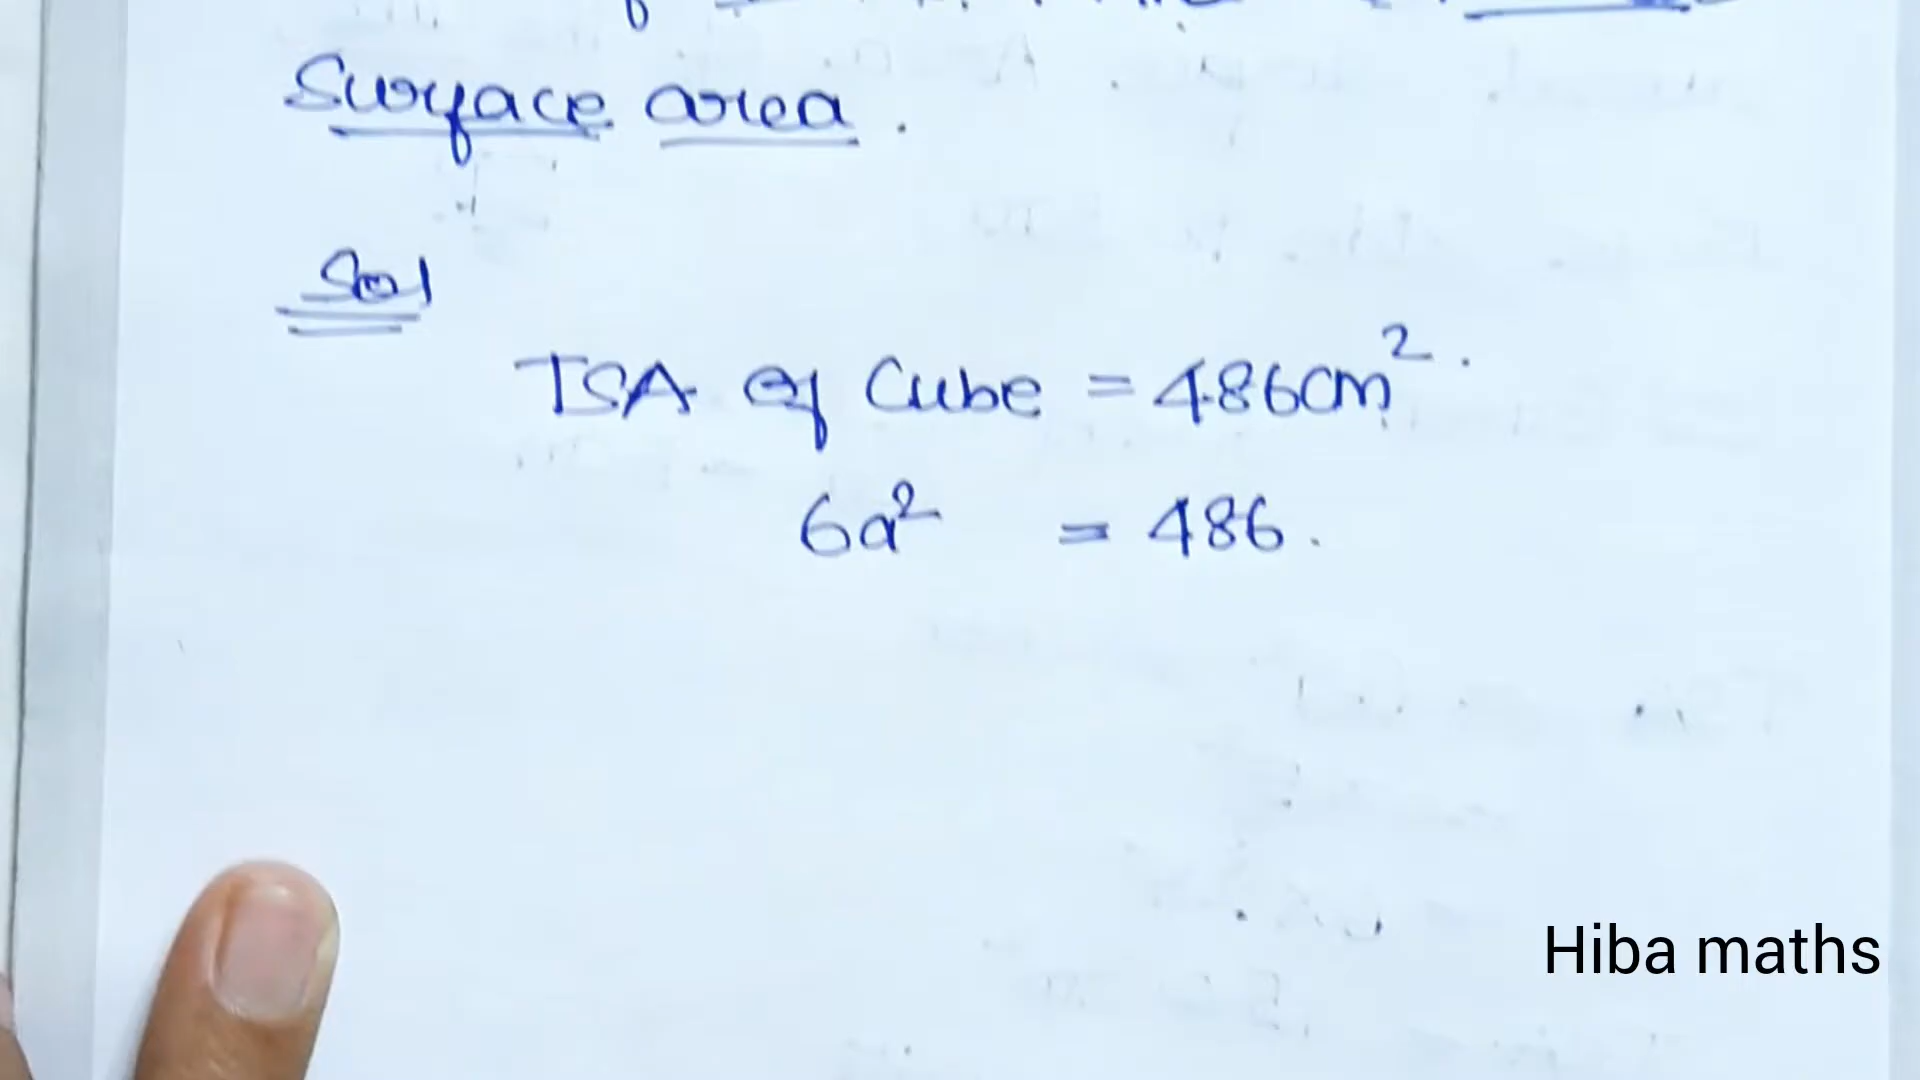 Surface area.
Sol
TSA of Cube = 486cm².
6a² = 486.
Hiba maths